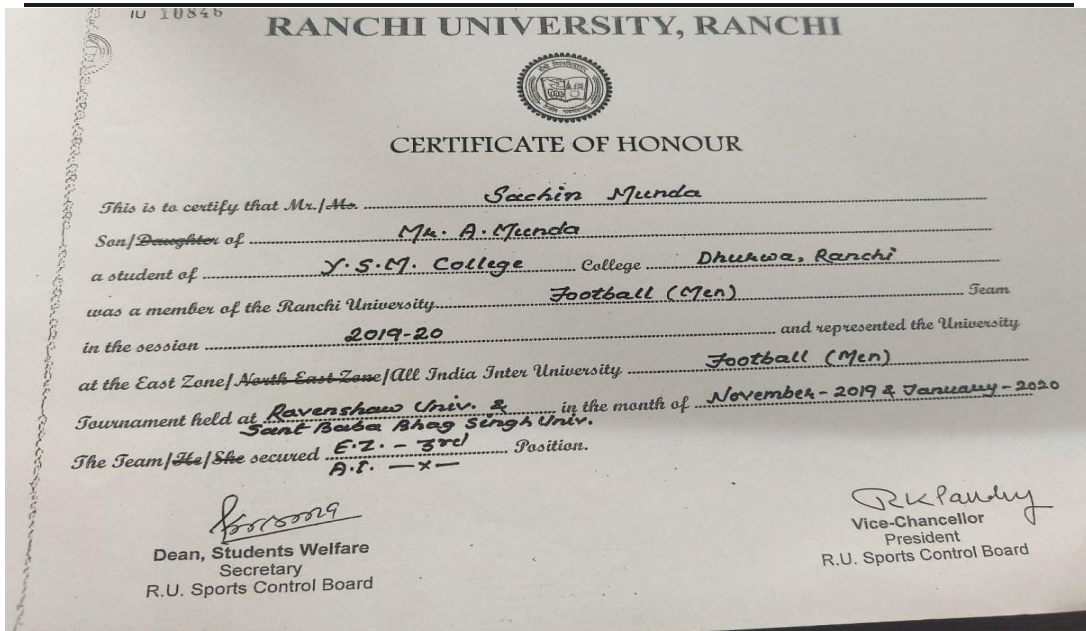 10846
RANCHI UNIVERSITY, RANCHI
CERTIFICATE OF HONOUR
This is to certify that Mr./Ms. Sachin Munda
Son/Daughter of Mr. A. Munda
a student of Y.S.M. College College Dhurwa, Ranchi
was a member of the Ranchi University Football (Men) Team
in the session 2019-20 and represented the University
at the East Zone/North East Zone/All India Inter University Football (Men)
Tournament held at Ravenshaw Univ. & in the month of November-2019 & January-2020
Sant Baba Bhag Singh Univ.
The Team/He/She secured E.Z. - 3rd Position.
A.I. —x—
RKPandey
Dean, Students Welfare
Secretary
R.U. Sports Control Board
Vice-Chancellor
President
R.U. Sports Control Board